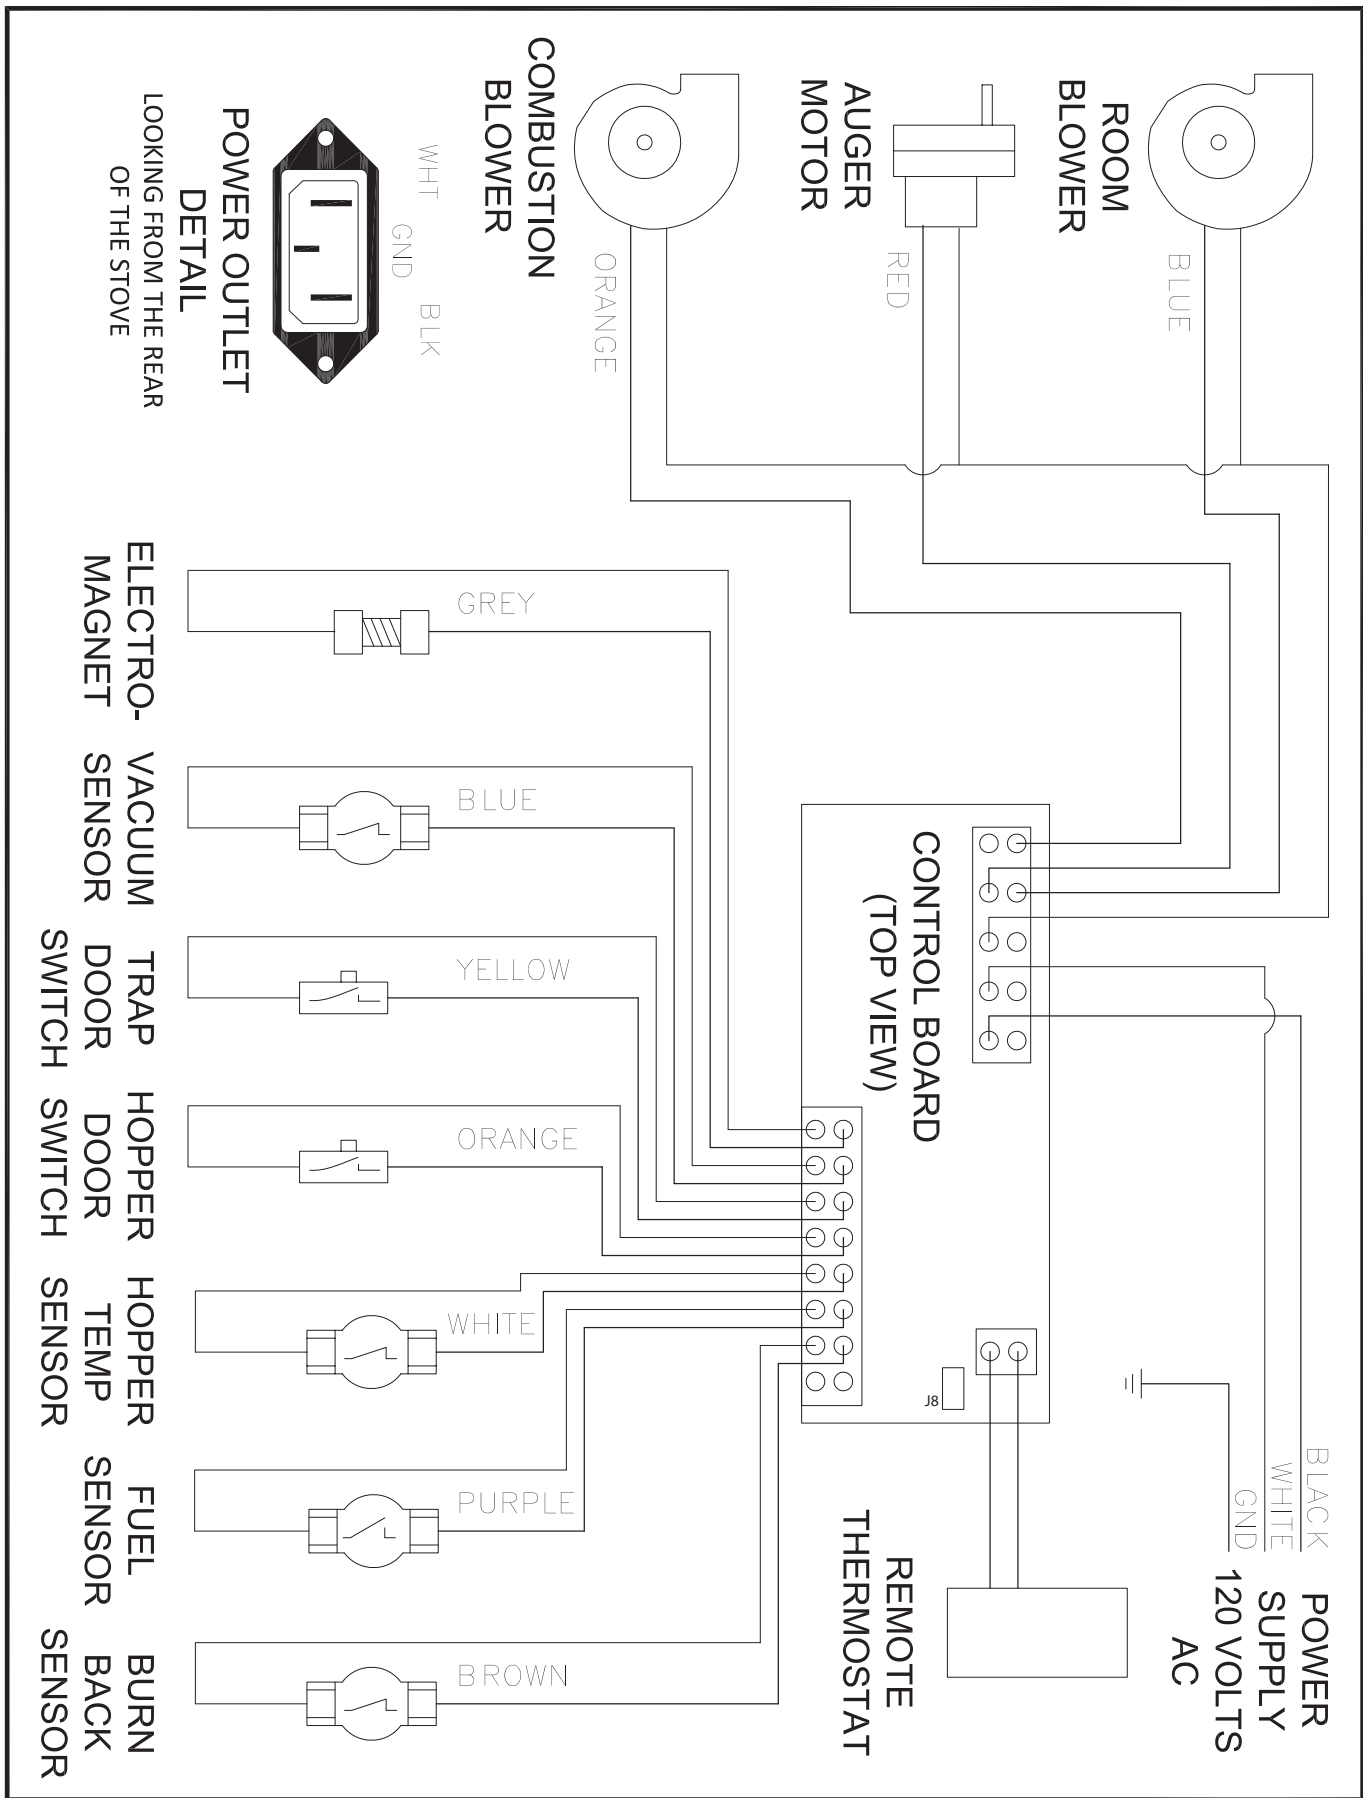 POWER
SUPPLY
120 VOLTS
AC
BLACK
WHITE
GND
ROOM
BLOWER
BLUE
AUGER
MOTOR
RED
COMBUSTION
BLOWER
ORANGE
CONTROL BOARD
(TOP VIEW)
J8
REMOTE
THERMOSTAT
WHT
GND
BLK
POWER OUTLET
DETAIL
LOOKING FROM THE REAR
OF THE STOVE
GREY
BLUE
YELLOW
ORANGE
WHITE
PURPLE
BROWN
ELECTRO-
MAGNET
VACUUM
SENSOR
TRAP
DOOR
SWITCH
HOPPER
DOOR
SWITCH
HOPPER
TEMP
SENSOR
FUEL
SENSOR
BURN
BACK
SENSOR